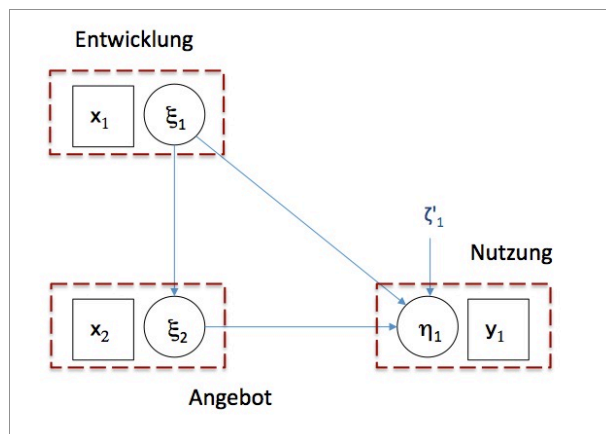 Entwicklung
x₁ ξ₁
ζ'₁
Nutzung
x₂ ξ₂ η₁ y₁
Angebot